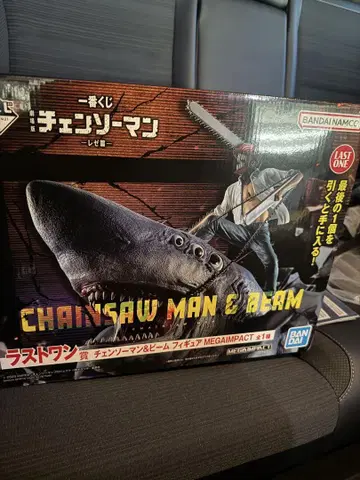 一番くじ
BANDAI NAMCO
チェンソーマン
―レゼ篇―
LAST
ONE
最後の1個を
引くと手に入る!
CHAINSAW MAN & BEAM
ラストワン賞 チェンソーマン&ビーム フィギュア MEGAIMPACT 全1種
MEGAIMPACT
BAN
DAI